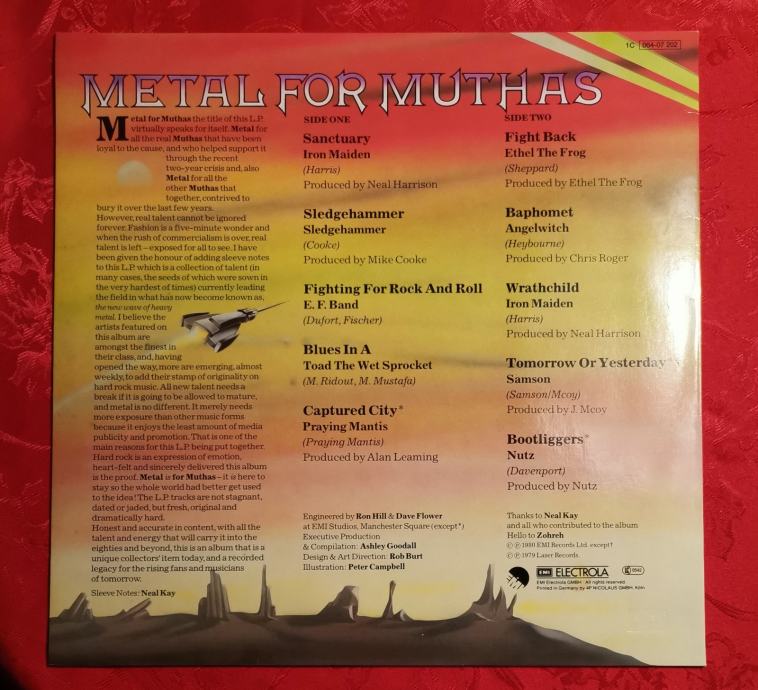 1C 064-07 202
METAL FOR MUTHAS
Metal for Muthas the title of this L.P.
virtually speaks for itself. Metal for
all the real Muthas that have been
loyal to the cause, and who helped support it
through the recent
two-year crisis and, also
Metal for all the
other Muthas that
together, contrived to
bury it over the last few years.
However, real talent cannot be ignored
forever. Fashion is a five-minute wonder and
when the rush of commercialism is over, real
talent is left – exposed for all to see. I have
been given the honour of adding sleeve notes
to this L.P. which is a collection of talent (in
many cases, the seeds of which were sown in
the very hardest of times) currently leading
the field in what has now become known as,
the new wave of heavy
metal. I believe the
artists featured on
this album are
amongst the finest in
their class, and, having
opened the way, more are emerging, almost
weekly, to add their stamp of originality on
hard rock music. All new talent needs a
break if it is going to be allowed to mature,
and metal is no different. It merely needs
more exposure than other music forms
because it enjoys the least amount of media
publicity and promotion. That is one of the
main reasons for this L.P. being put together.
Hard rock is an expression of emotion,
heart-felt and sincerely delivered this album
is the proof. Metal is for Muthas – it is here to
stay so the whole world had better get used
to the idea! The L.P. tracks are not stagnant,
dated or jaded, but fresh, original and
dramatically hard.
Honest and accurate in content, with all the
talent and energy that will carry it into the
eighties and beyond, this is an album that is a
unique collectors' item today, and a recorded
legacy for the rising fans and musicians
of tomorrow.
Sleeve Notes: Neal Kay
SIDE ONE
Sanctuary
Iron Maiden
(Harris)
Produced by Neal Harrison
Sledgehammer
Sledgehammer
(Cooke)
Produced by Mike Cooke
Fighting For Rock And Roll
E. F. Band
(Dufort, Fischer)
Blues In A
Toad The Wet Sprocket
(M. Ridout, M. Mustafa)
Captured City*
Praying Mantis
(Praying Mantis)
Produced by Alan Leaming
Engineered by Ron Hill & Dave Flower
at EMI Studios, Manchester Square (except*)
Executive Production
& Compilation: Ashley Goodall
Design & Art Direction: Rob Burt
Illustration: Peter Campbell
SIDE TWO
Fight Back
Ethel The Frog
(Sheppard)
Produced by Ethel The Frog
Baphomet
Angelwitch
(Heybourne)
Produced by Chris Roger
Wrathchild
Iron Maiden
(Harris)
Produced by Neal Harrison
Tomorrow Or Yesterday*†
Samson
(Samson/Mcoy)
Produced by J. Mcoy
Bootliggers*
Nutz
(Davenport)
Produced by Nutz
Thanks to Neal Kay
and all who contributed to the album
Hello to Zohreh
© ℗ 1980 EMI Records Ltd. except†
© ℗ 1979 Laser Records.
EMI ELECTROLA
EMI Electrola GMBH · All rights reserved.
Printed in Germany by 4P NICOLAUS GMBH, Köln
0542